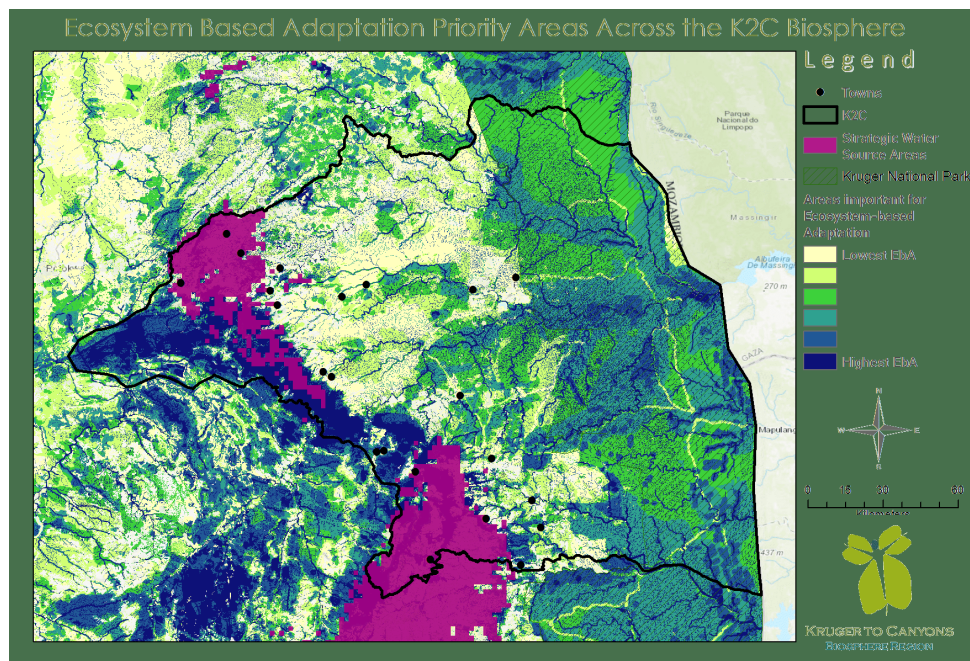 Ecosystem Based Adaptation Priority Areas Across the K2C Biosphere
Legend
Towns
K2C
Strategic Water
Source Areas
Kruger National Park
Areas important for
Ecosystem-based
Adaptation
Lowest EbA
Highest EbA
N
W
E
S
0
15
30
60
Kilometers
KRUGER TO CANYONS
BIOSPHERE REGION
Parque
Nacional do
Limpopo
Massingir
Albufeira
De Massingir
270 m
GAZA
Mapulang
437 m